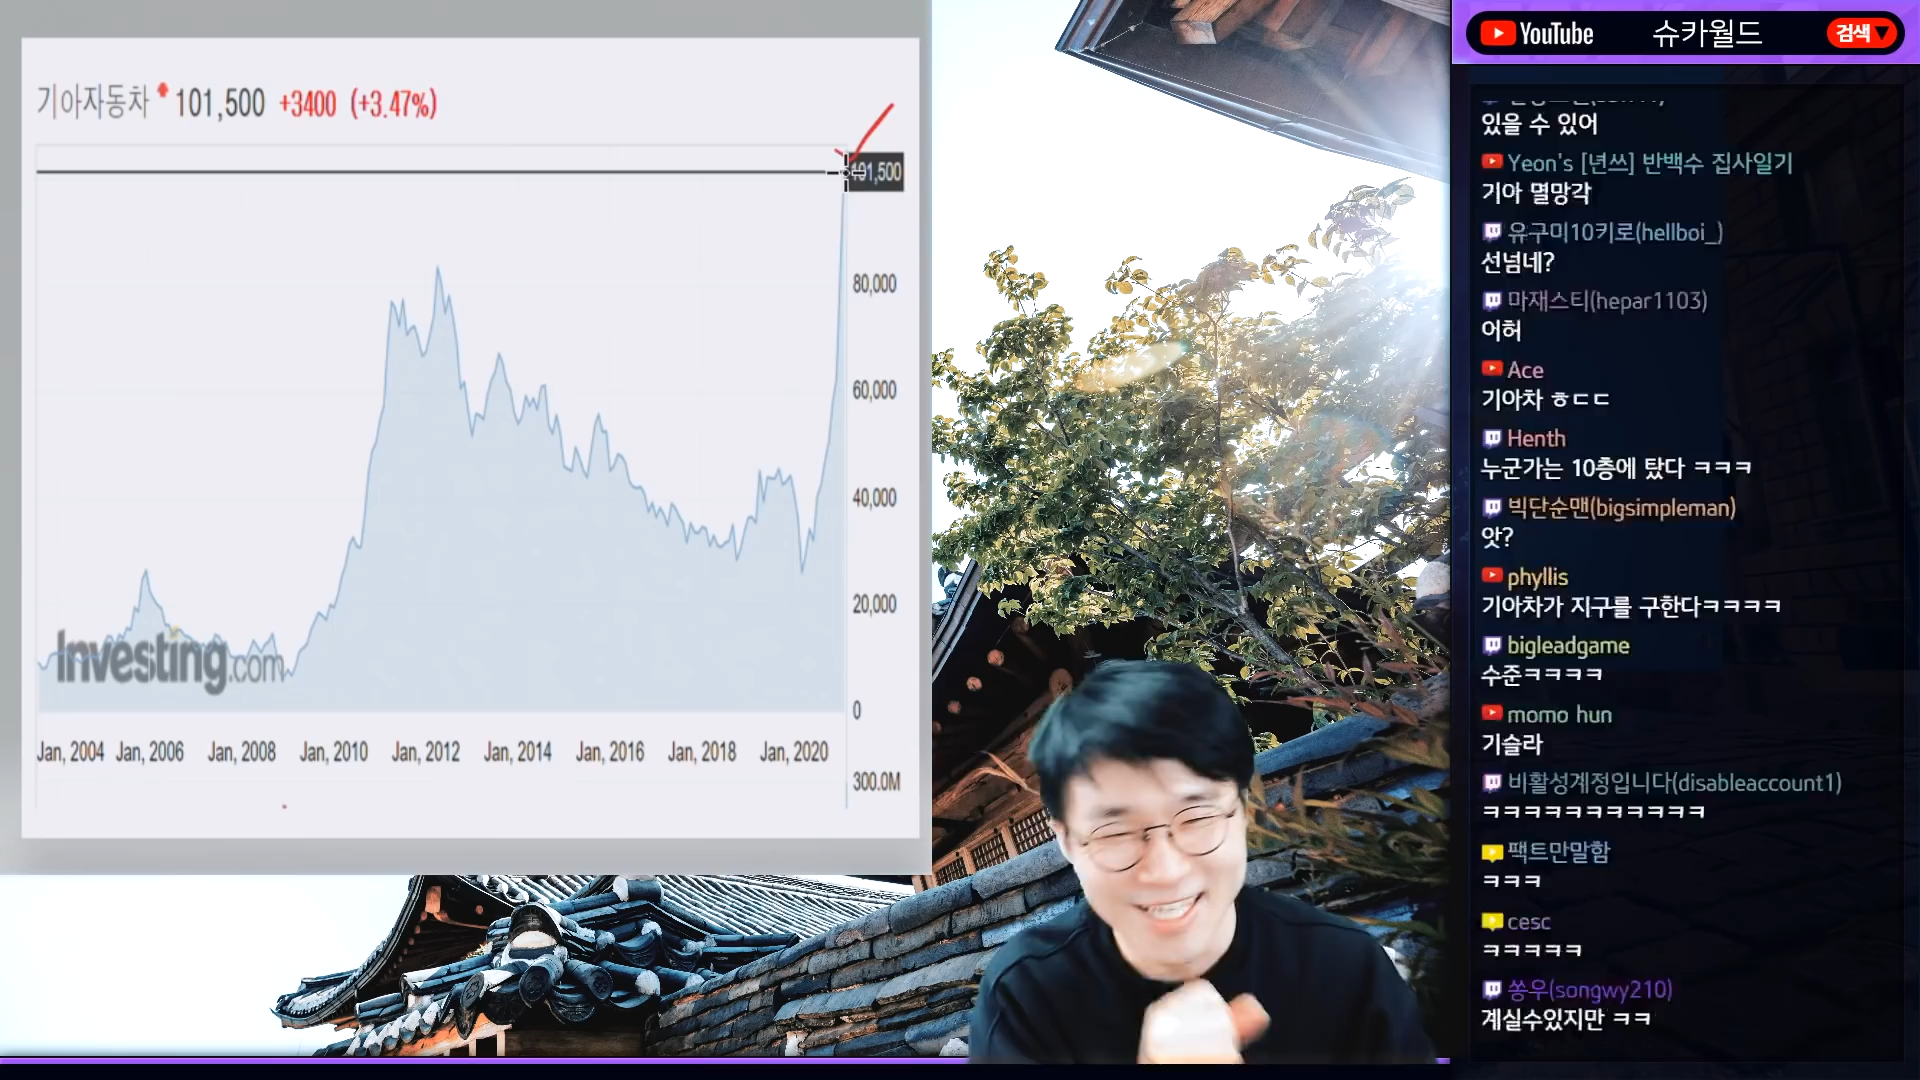 기아자동차 101,500 +3400 (+3.47%)
101,500
80,000
60,000
40,000
20,000
0
Investing.com
Jan, 2004 Jan, 2006 Jan, 2008 Jan, 2010 Jan, 2012 Jan, 2014 Jan, 2016 Jan, 2018 Jan, 2020
300.0M
YouTube 슈카월드 검색▼
있을 수 있어
Yeon's [년쓰] 반백수 집사일기
기아 멸망각
유구미10키로(hellboi_)
선넘네?
마재스티(hepar1103)
어허
Ace
기아차 ㅎㄷㄷ
Henth
누군가는 10층에 탔다 ㅋㅋㅋ
빅단순맨(bigsimpleman)
앗?
phyllis
기아차가 지구를 구한다ㅋㅋㅋㅋ
bigleadgame
수준ㅋㅋㅋㅋ
momo hun
기슬라
비활성계정입니다(disableaccount1)
ㅋㅋㅋㅋㅋㅋㅋㅋㅋㅋㅋ
팩트만말함
ㅋㅋㅋ
cesc
ㅋㅋㅋㅋㅋ
쏭우(songwy210)
계실수있지만 ㅋㅋ